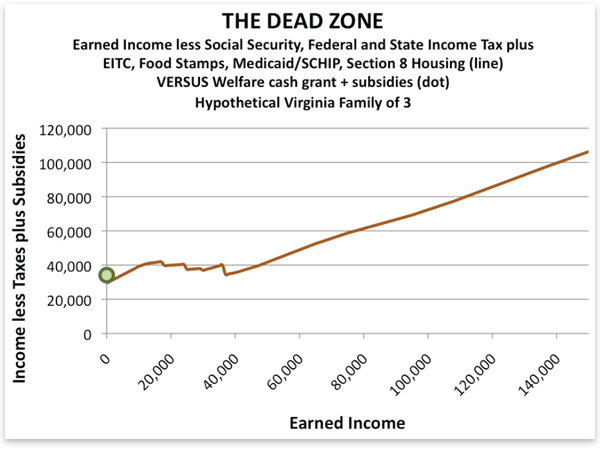 THE DEAD ZONE
Earned Income less Social Security, Federal and State Income Tax plus
EITC, Food Stamps, Medicaid/SCHIP, Section 8 Housing (line)
VERSUS Welfare cash grant + subsidies (dot)
Hypothetical Virginia Family of 3
Income less Taxes plus Subsidies
120,000
100,000
80,000
60,000
40,000
20,000
0
0
20,000
40,000
60,000
80,000
100,000
120,000
140,000
Earned Income